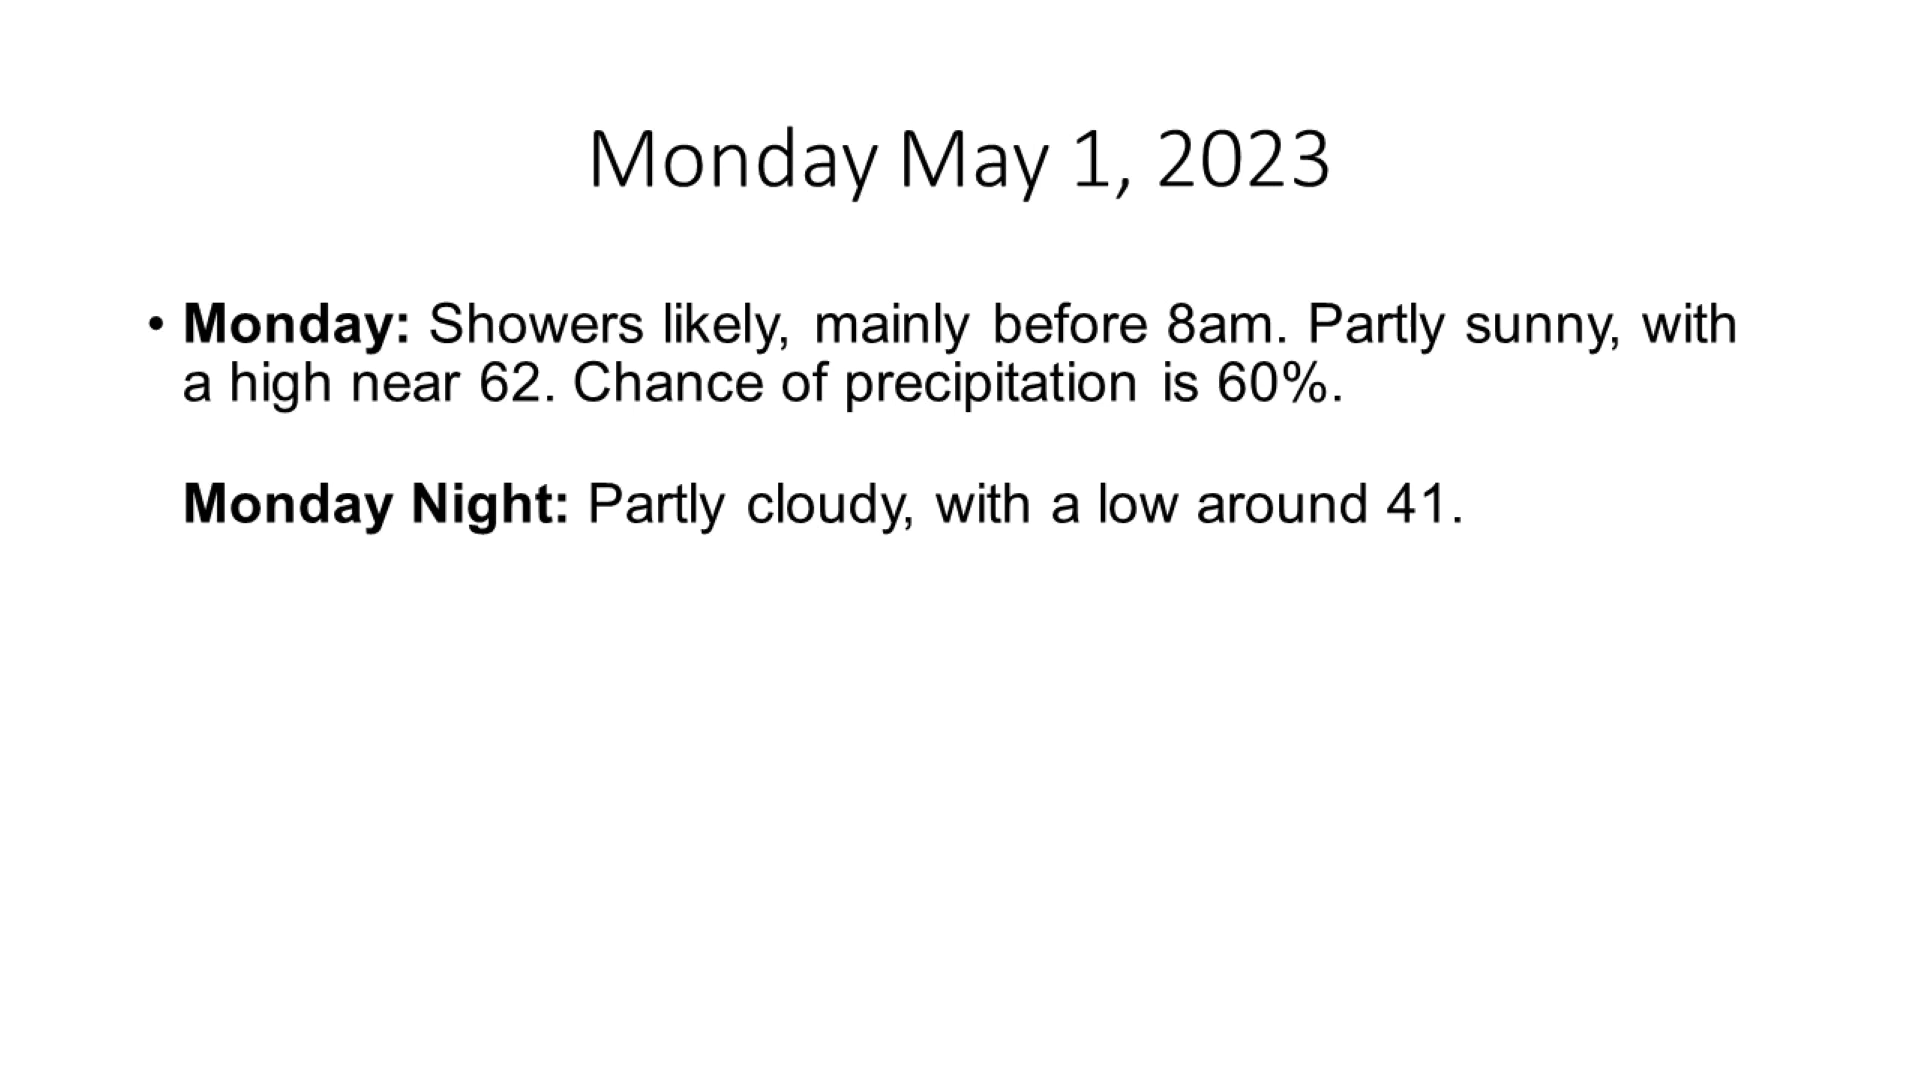 Monday May 1, 2023
• Monday: Showers likely, mainly before 8am. Partly sunny, with
a high near 62. Chance of precipitation is 60%.
Monday Night: Partly cloudy, with a low around 41.